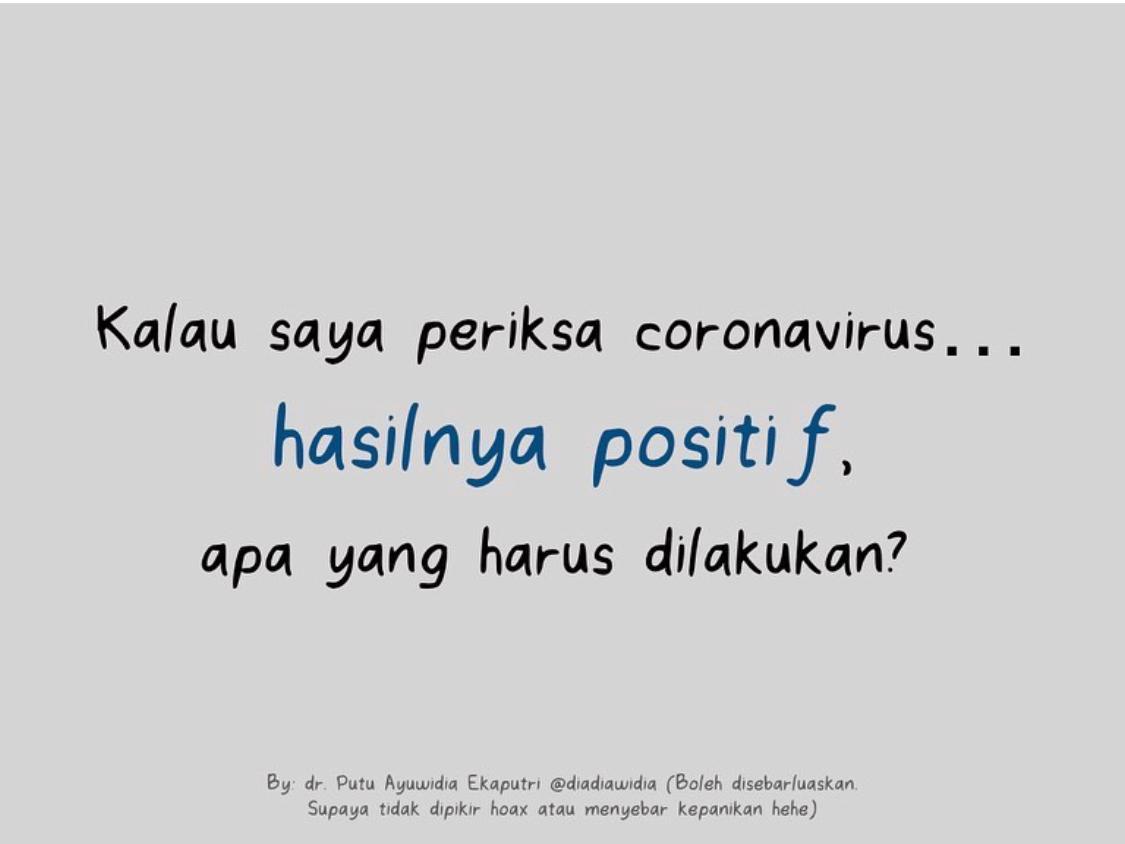 Kalau saya periksa coronavirus...
hasilnya positif,
apa yang harus dilakukan?
By: dr. Putu Ayuwidia Ekaputri @diadiawidia (Boleh disebarluaskan.
Supaya tidak dipikir hoax atau menyebar kepanikan hehe)